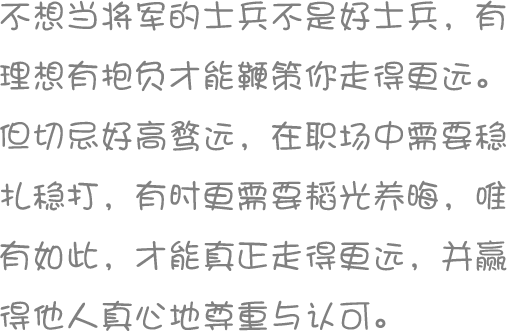 不想当将军的士兵不是好士兵，有
理想有抱负才能鞭策你走得更远。
但切忌好高骛远，在职场中需要稳
扎稳打，有时更需要韬光养晦，唯
有如此，才能真正走得更远，并赢
得他人真心地尊重与认可。